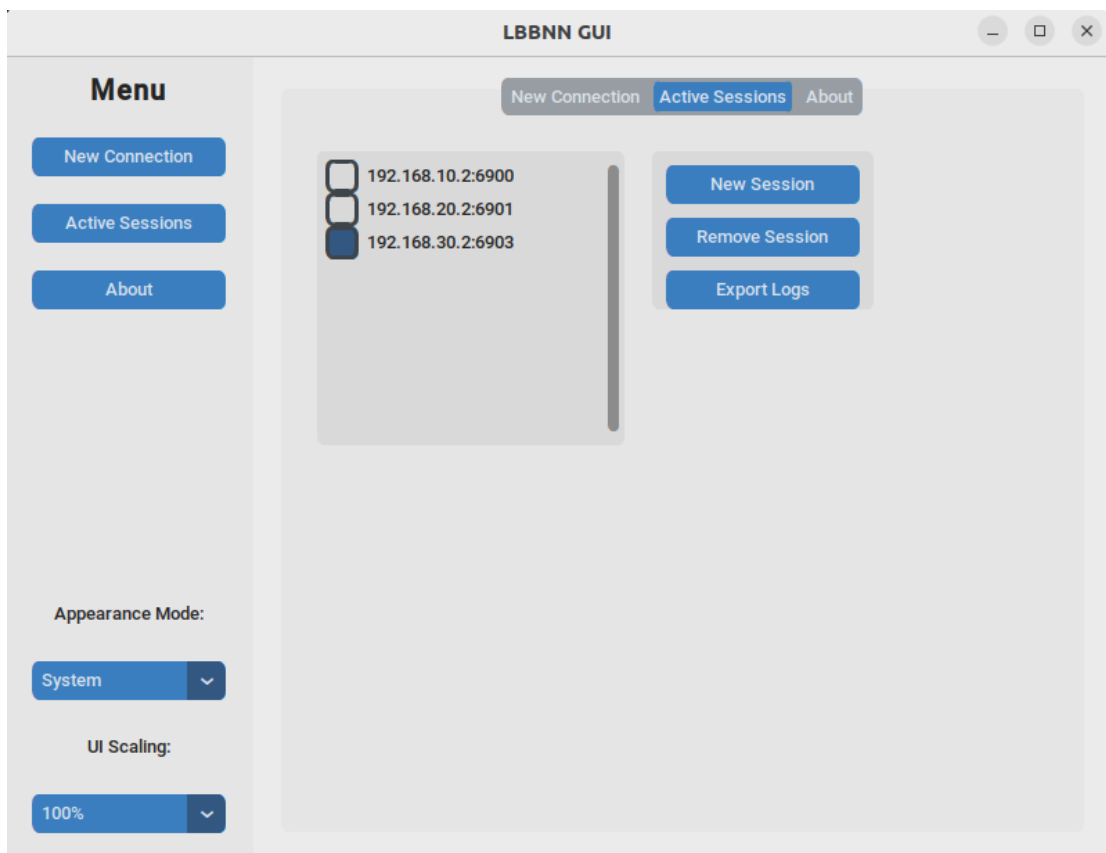 LBBNN GUI
Menu
New Connection
Active Sessions
About
Appearance Mode:
System
UI Scaling:
100%
New Connection Active Sessions About
192.168.10.2:6900
192.168.20.2:6901
192.168.30.2:6903
New Session
Remove Session
Export Logs